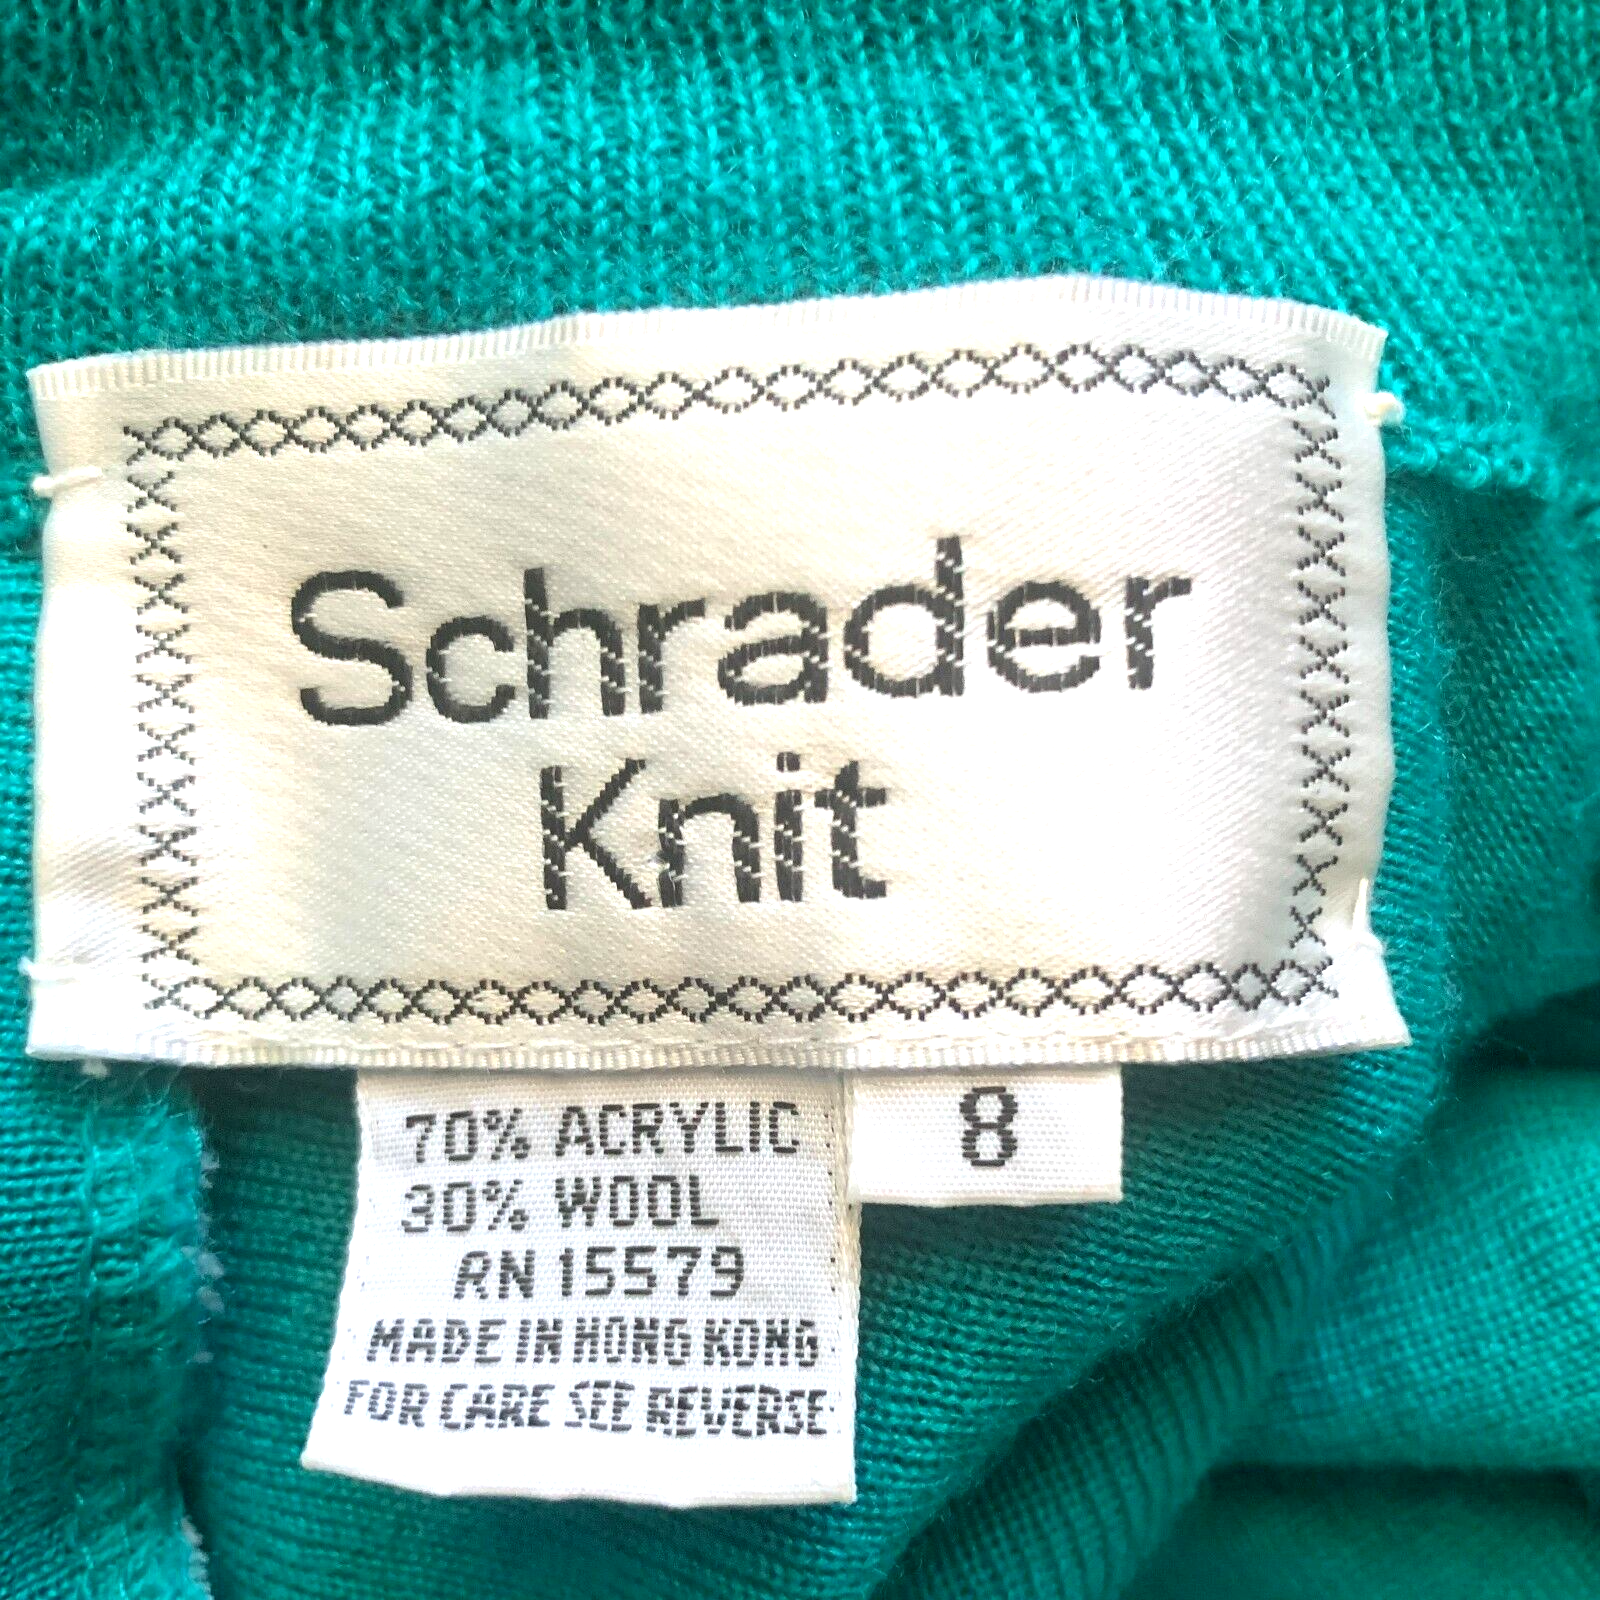 Schrader
Knit
70% ACRYLIC
30% WOOL
RN 15579
MADE IN HONG KONG
FOR CARE SEE REVERSE
8